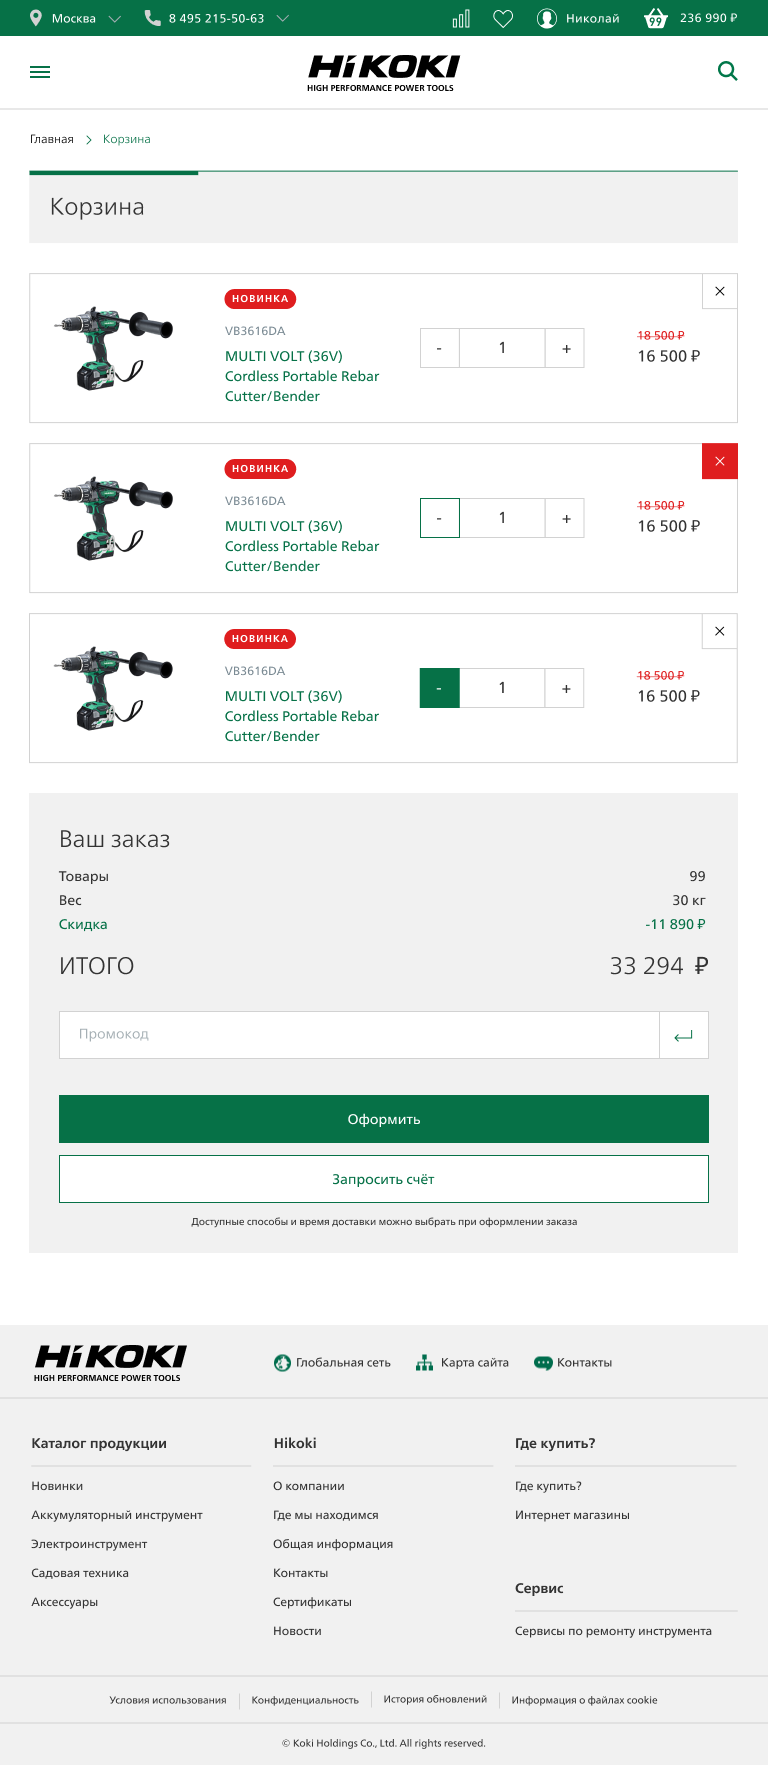 Москва 8 495 215-50-63 99 Николай 236 990 ₽
HiKOKI
HIGH PERFORMANCE POWER TOOLS
Главная Корзина
Корзина
НОВИНКА
VB3616DA
MULTI VOLT (36V)
Cordless Portable Rebar
Cutter/Bender
- 1 +
18 500 ₽
16 500 ₽
НОВИНКА
VB3616DA
MULTI VOLT (36V)
Cordless Portable Rebar
Cutter/Bender
- 1 +
18 500 ₽
16 500 ₽
НОВИНКА
VB3616DA
MULTI VOLT (36V)
Cordless Portable Rebar
Cutter/Bender
- 1 +
18 500 ₽
16 500 ₽
Ваш заказ
Товары 99
Вес 30 кг
Скидка -11 890 ₽
ИТОГО 33 294 ₽
Промокод
Оформить
Запросить счёт
Доступные способы и время доставки можно выбрать при оформлении заказа
HiKOKI
HIGH PERFORMANCE POWER TOOLS
Глобальная сеть Карта сайта Контакты
Каталог продукции
Новинки
Аккумуляторный инструмент
Электроинструмент
Садовая техника
Аксессуары
Hikoki
О компании
Где мы находимся
Общая информация
Контакты
Сертификаты
Новости
Где купить?
Где купить?
Интернет магазины
Сервис
Сервисы по ремонту инструмента
Условия использования Конфиденциальность История обновлений Информация о файлах cookie
© Koki Holdings Co., Ltd. All rights reserved.